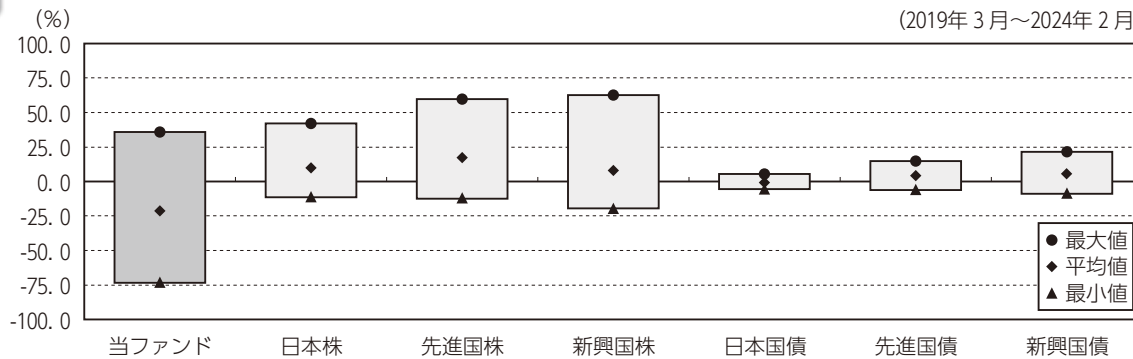 (%)
(2019年3月～2024年2月
100.0
75.0
50.0
25.0
0.0
-25.0
-50.0
-75.0
-100.0
● 最大値
◆ 平均値
▲ 最小値
当ファンド 日本株 先進国株 新興国株 日本国債 先進国債 新興国債